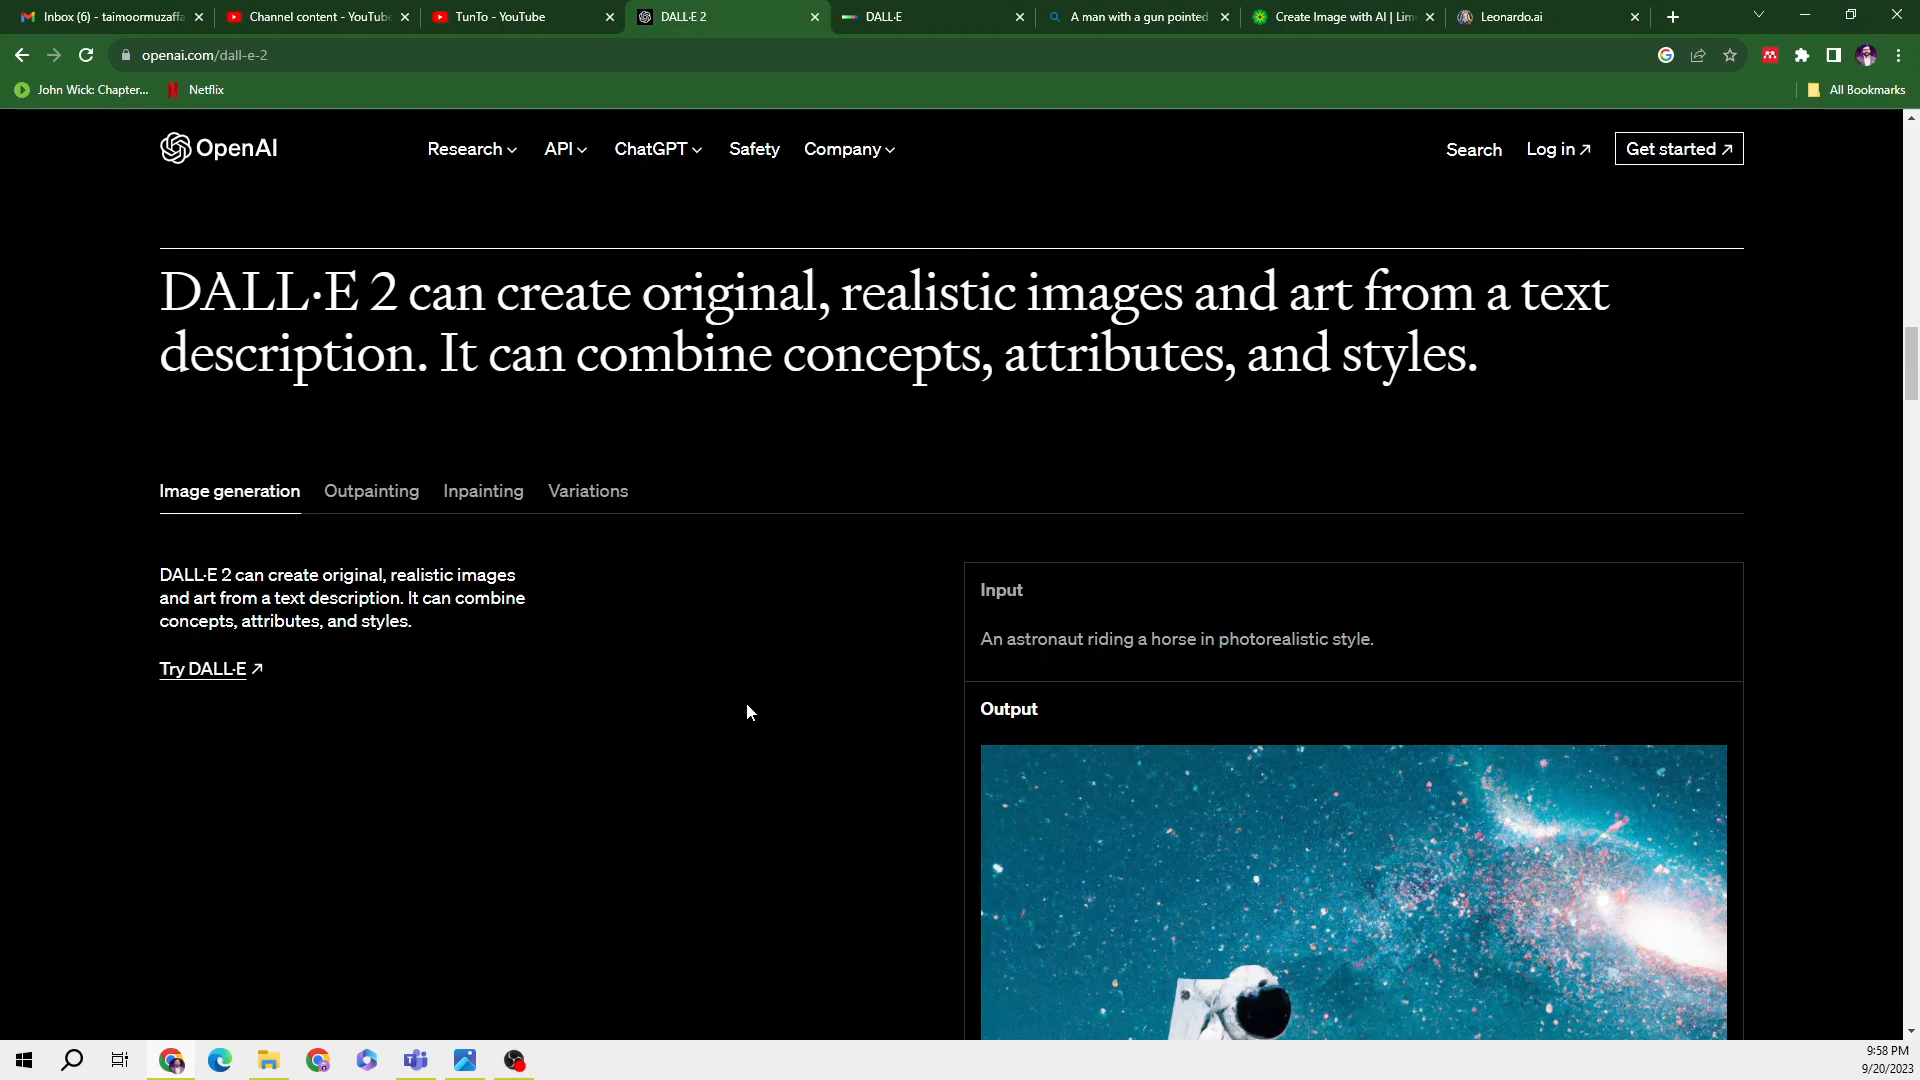 Inbox (6) - taimoormuzaffa
Channel content - YouTube
TunTo - YouTube
DALL·E 2
DALL·E
A man with a gun pointed
Create Image with AI | Lim
Leonardo.ai
openai.com/dall-e-2
John Wick: Chapter...
Netflix
All Bookmarks
OpenAI
Research
API
ChatGPT
Safety
Company
Search
Log in ↗
Get started ↗
DALL·E 2 can create original, realistic images and art from a text
description. It can combine concepts, attributes, and styles.
Image generation
Outpainting
Inpainting
Variations
DALL·E 2 can create original, realistic images
and art from a text description. It can combine
concepts, attributes, and styles.
Try DALL·E ↗
Input
An astronaut riding a horse in photorealistic style.
Output
9:58 PM
9/20/2023